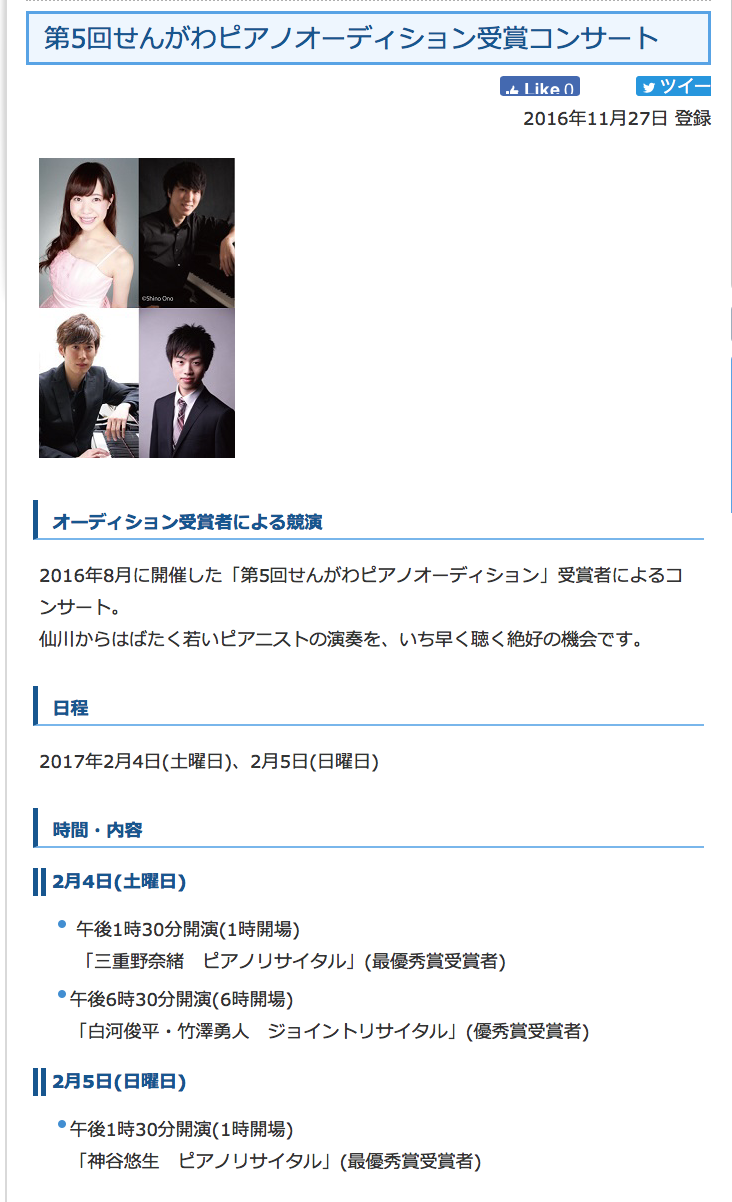 第5回せんがわピアノオーディション受賞コンサート
Like 0
ツイー
2016年11月27日 登録
©Shino Ono
オーディション受賞者による競演
2016年8月に開催した「第5回せんがわピアノオーディション」受賞者によるコ
ンサート。
仙川からはばたく若いピアニストの演奏を、いち早く聴く絶好の機会です。
日程
2017年2月4日(土曜日)、2月5日(日曜日)
時間・内容
2月4日(土曜日)
午後1時30分開演(1時開場)
「三重野奈緒　ピアノリサイタル」(最優秀賞受賞者)
午後6時30分開演(6時開場)
「白河俊平・竹澤勇人　ジョイントリサイタル」(優秀賞受賞者)
2月5日(日曜日)
午後1時30分開演(1時開場)
「神谷悠生　ピアノリサイタル」(最優秀賞受賞者)